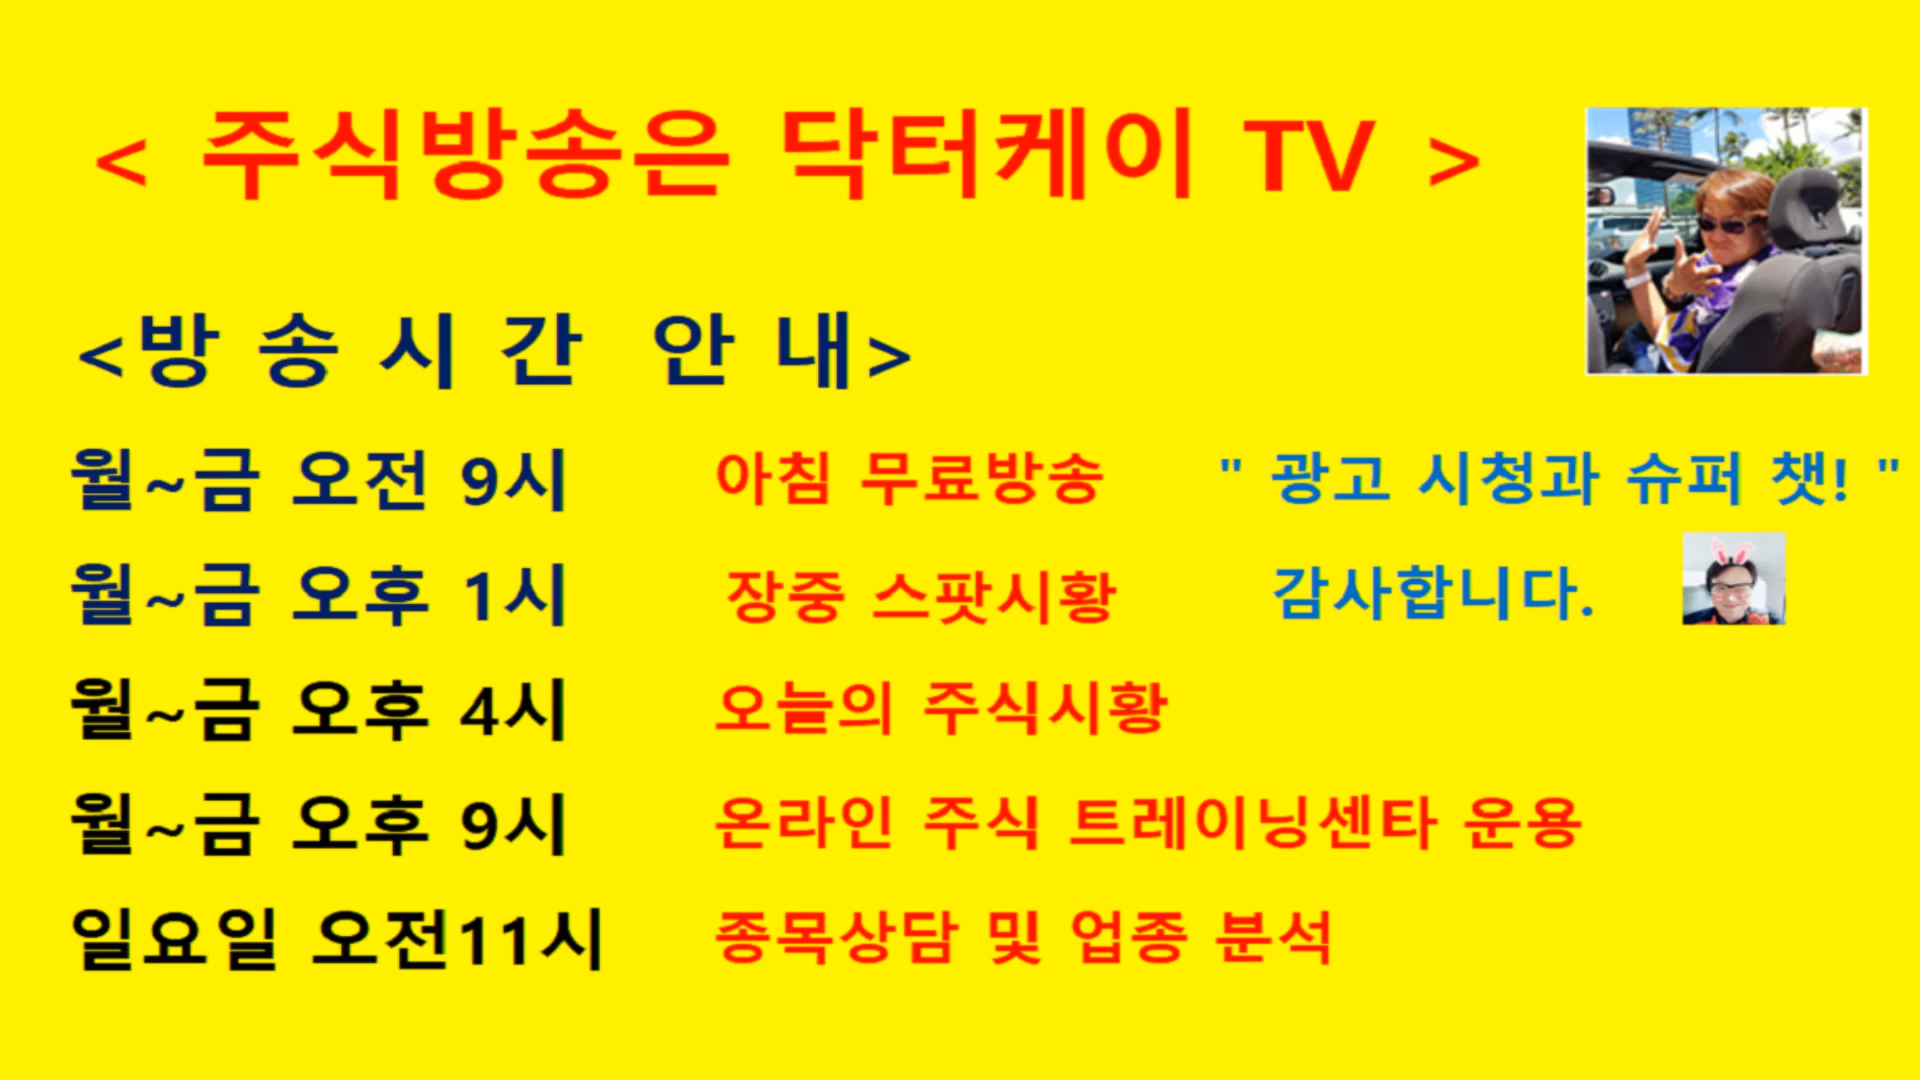 < 주식방송은 닥터케이 TV >
<방 송 시 간 안 내>
월~금 오전 9시 아침 무료방송 " 광고 시청과 슈퍼 챗! "
월~금 오후 1시 장중 스팟시황 감사합니다.
월~금 오후 4시 오늘의 주식시황
월~금 오후 9시 온라인 주식 트레이닝센타 운용
일요일 오전11시 종목상담 및 업종 분석